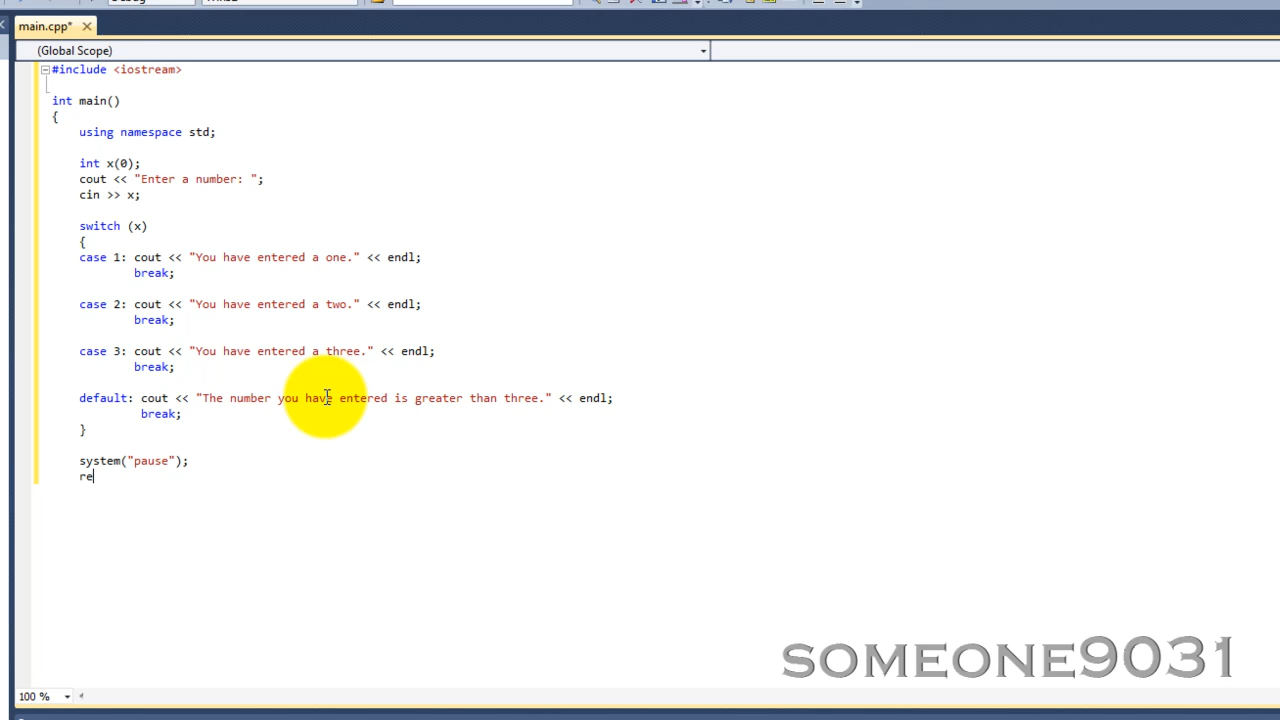 main.cpp*
(Global Scope)
#include <iostream>
int main()
{
using namespace std;
int x(0);
cout << "Enter a number: ";
cin >> x;
switch (x)
{
case 1: cout << "You have entered a one." << endl;
break;
case 2: cout << "You have entered a two." << endl;
break;
case 3: cout << "You have entered a three." << endl;
break;
default: cout << "The number you have entered is greater than three." << endl;
break;
}
system("pause");
re
SOMEONE9031
100 %